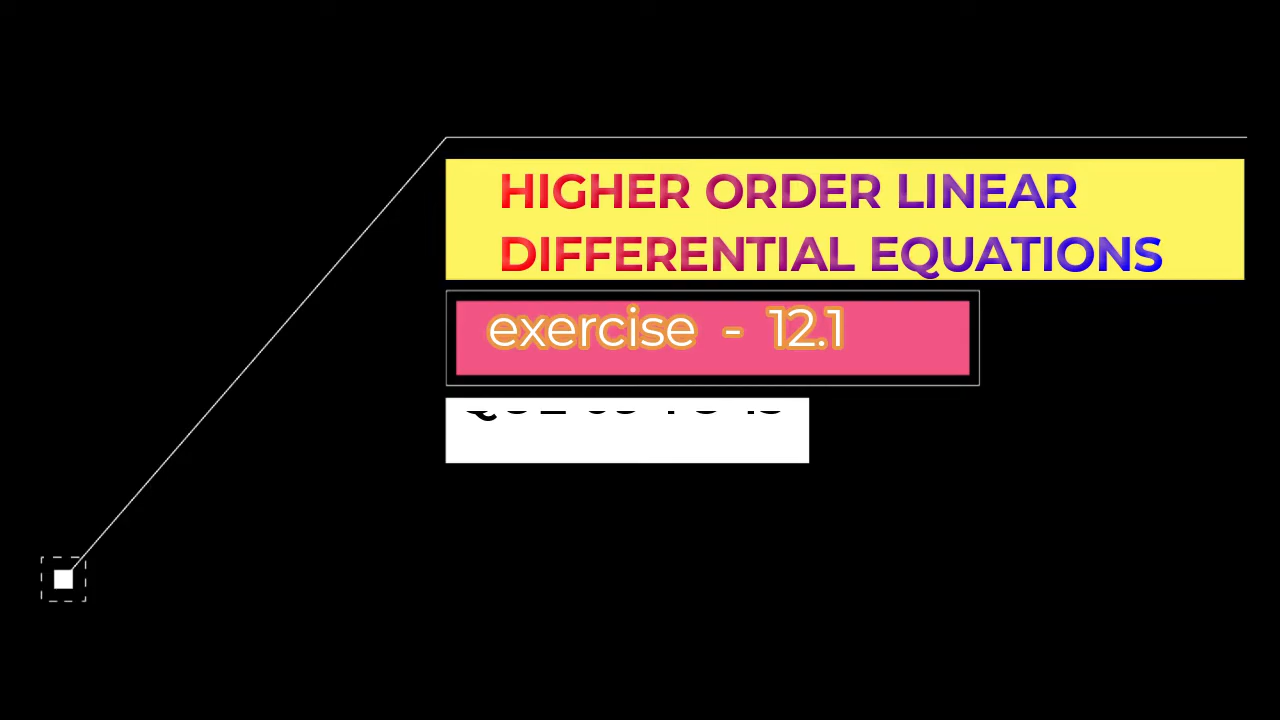 HIGHER ORDER LINEAR
DIFFERENTIAL EQUATIONS
exercise - 12.1